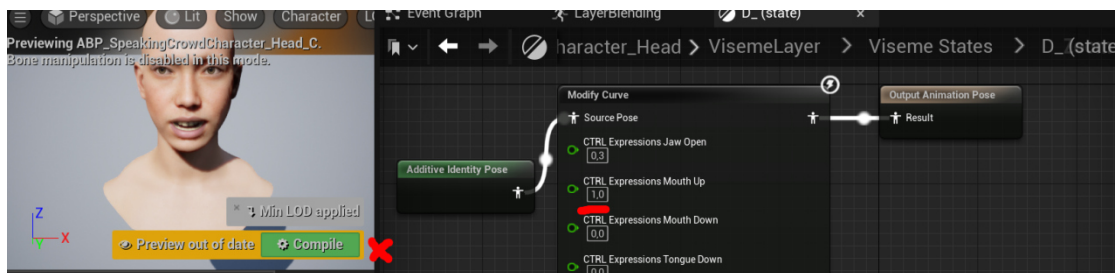 Perspective
Lit
Show
Character
Previewing ABP_SpeakingCrowdCharacter_Head_C.
Bone manipulation is disabled in this mode.
Z
X
Y
Min LOD applied
Preview out of date
Compile
Event Graph
LayerBlending
D_ (state)
haracter_Head > VisemeLayer > Viseme States > D_ (state
Additive Identity Pose
Modify Curve
Source Pose
CTRL Expressions Jaw Open
0,3
CTRL Expressions Mouth Up
1,0
CTRL Expressions Mouth Down
0,0
CTRL Expressions Tongue Down
0,0
Output Animation Pose
Result